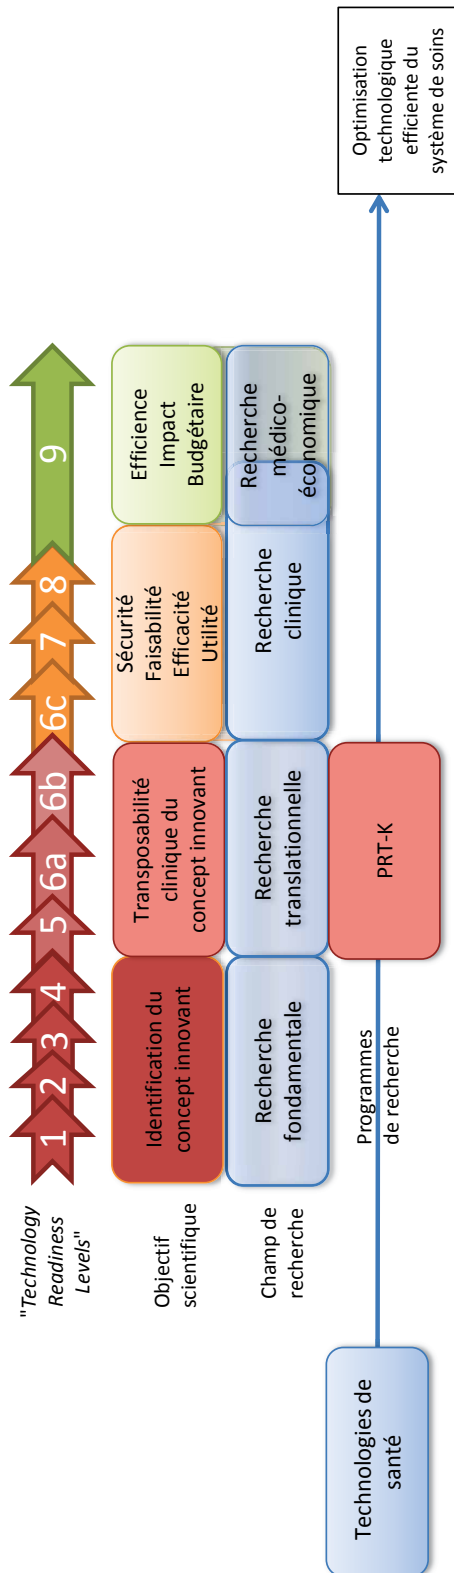 "Technology
Readiness
Levels"
1
2
3
4
5
6a
6b
6c
7
8
9
Objectif
scientifique
Identification du
concept innovant
Transposabilité
clinique du
concept innovant
Sécurité
Faisabilité
Efficacité
Utilité
Efficience
Impact
Budgétaire
Champ de
recherche
Recherche
fondamentale
Recherche
translationnelle
Recherche
clinique
Recherche
médico-
économique
Technologies de
santé
Programmes
de recherche
PRT-K
Optimisation
technologique
efficiente du
système de soins